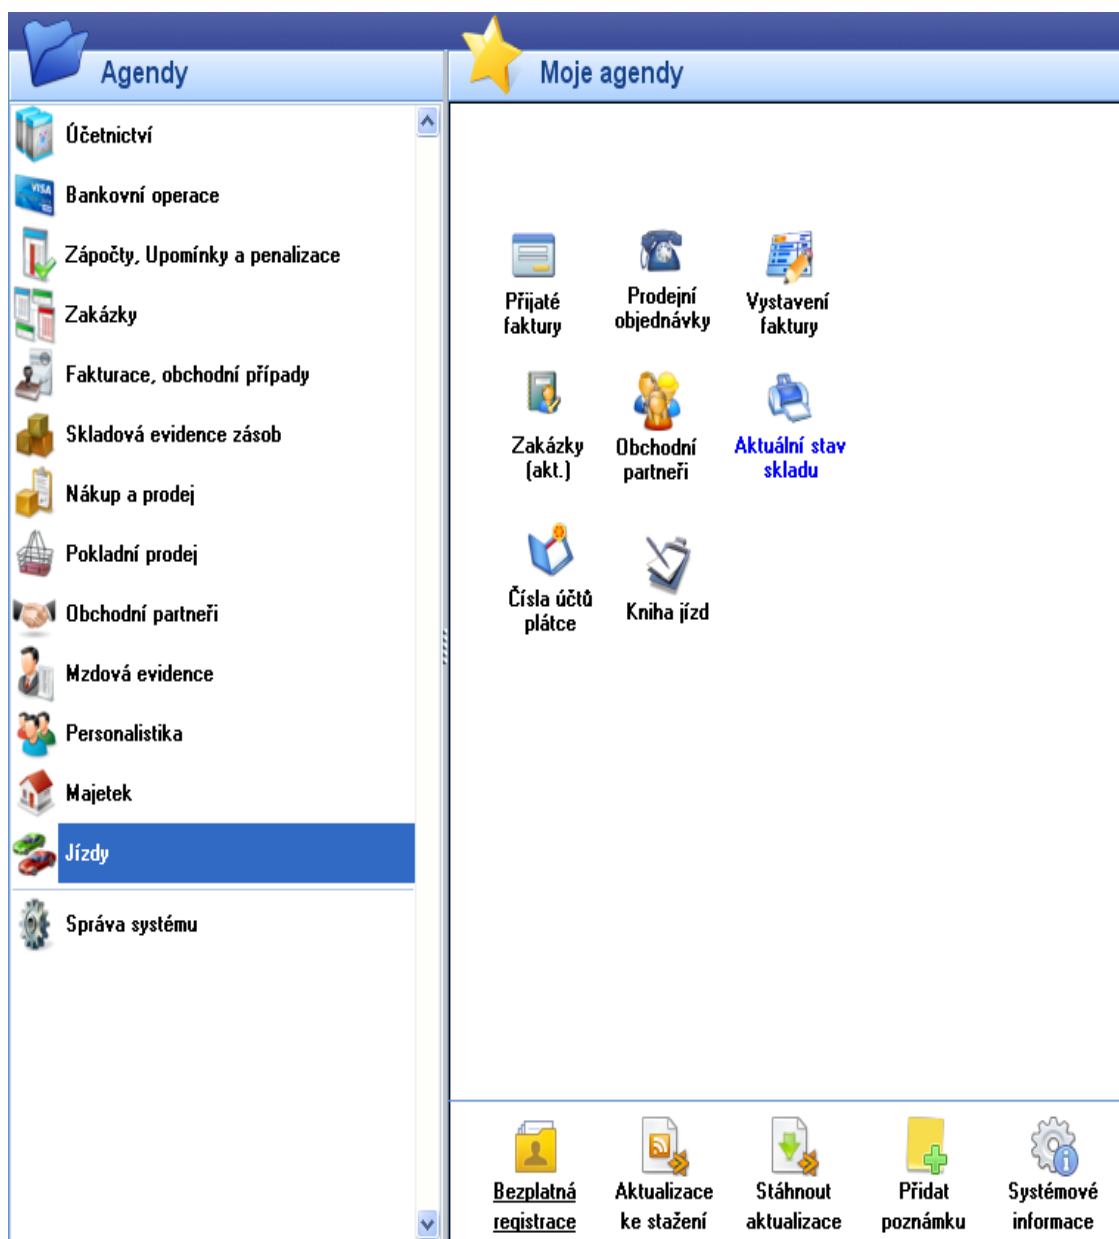 Agendy
Účetnictví
VISA
Bankovní operace
Zápočty, Upomínky a penalizace
Zakázky
Fakturace, obchodní případy
Skladová evidence zásob
Nákup a prodej
Pokladní prodej
Obchodní partneři
Mzdová evidence
Personalistika
Majetek
Jízdy
Správa systému
Moje agendy
Přijaté
faktury
Prodejní
objednávky
Vystavení
faktury
Zakázky
(akt.)
Obchodní
partneři
Aktuální stav
skladu
Čísla účtů
plátce
Kniha jízd
Bezplatná
registrace
Aktualizace
ke stažení
Stáhnout
aktualizace
Přidat
poznámku
Systémové
informace